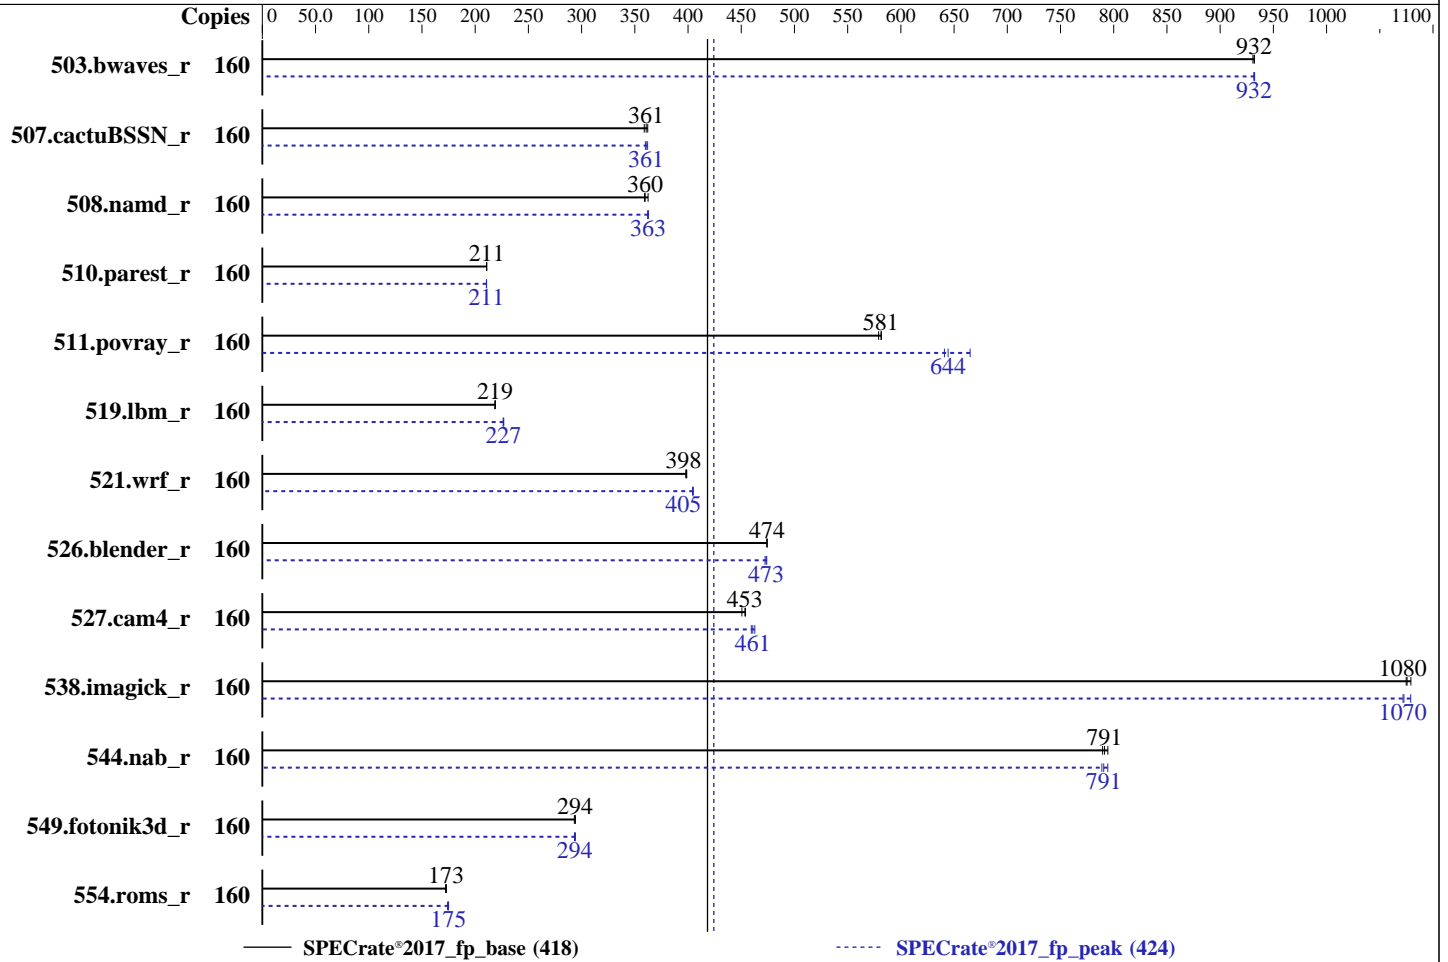 Copies 0 50.0 100 150 200 250 300 350 400 450 500 550 600 650 700 750 800 850 900 950 1000 1100
932
503.bwaves_r 160
932
361
507.cactuBSSN_r 160
361
360
508.namd_r 160
363
211
510.parest_r 160
211
581
511.povray_r 160
644
219
519.lbm_r 160
227
398
521.wrf_r 160
405
474
526.blender_r 160
473
453
527.cam4_r 160
461
1080
538.imagick_r 160
1070
791
544.nab_r 160
791
294
549.fotonik3d_r 160
294
173
554.roms_r 160
175
SPECrate®2017_fp_base (418) SPECrate®2017_fp_peak (424)